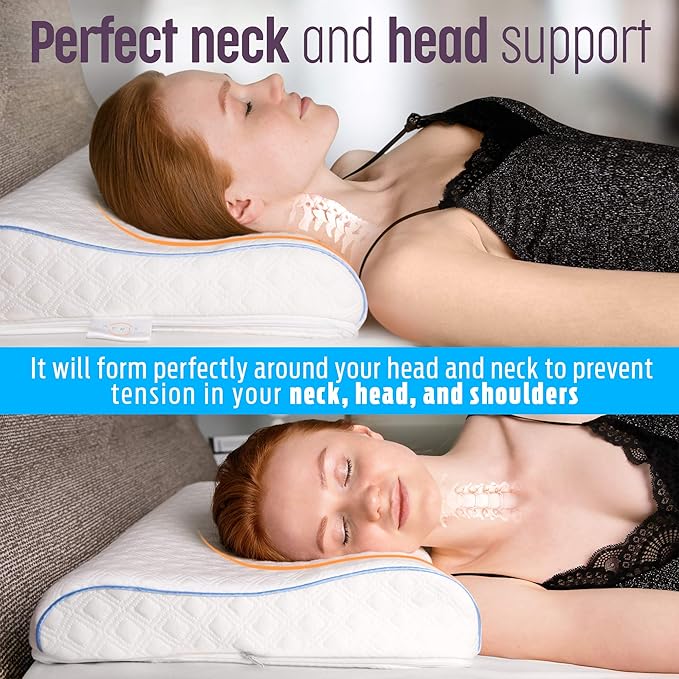 Perfect neck and head support
It will form perfectly around your head and neck to prevent
tension in your neck, head, and shoulders